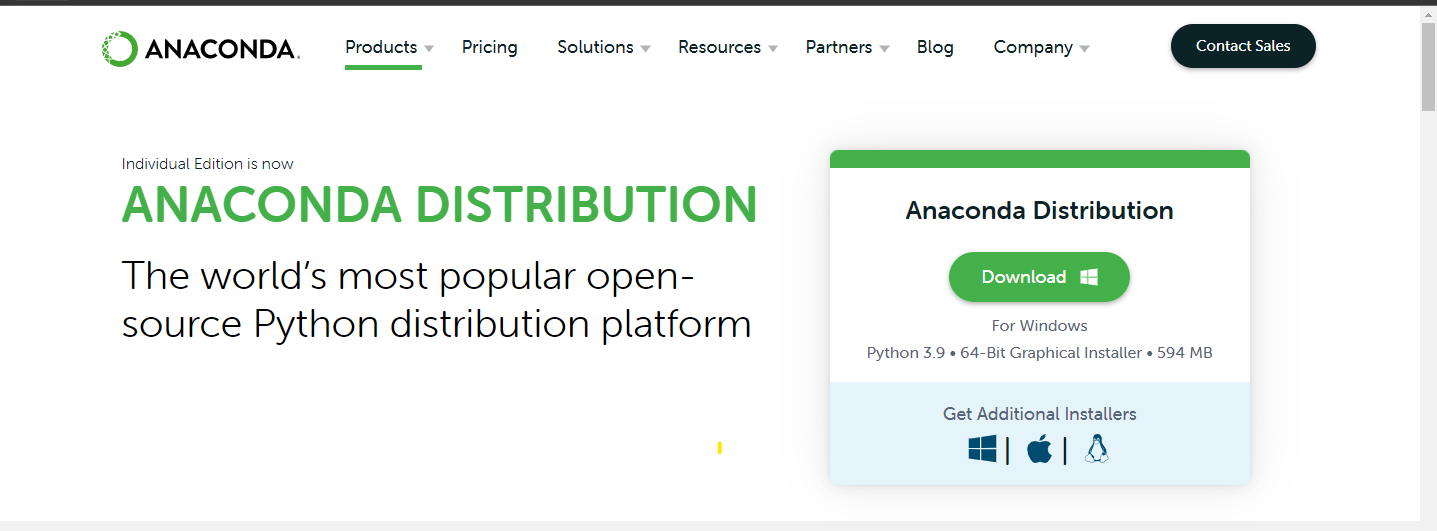 ANACONDA.
Products
Pricing
Solutions
Resources
Partners
Blog
Company
Contact Sales
Individual Edition is now
ANACONDA DISTRIBUTION
The world’s most popular open-
source Python distribution platform
Anaconda Distribution
Download
For Windows
Python 3.9 • 64-Bit Graphical Installer • 594 MB
Get Additional Installers